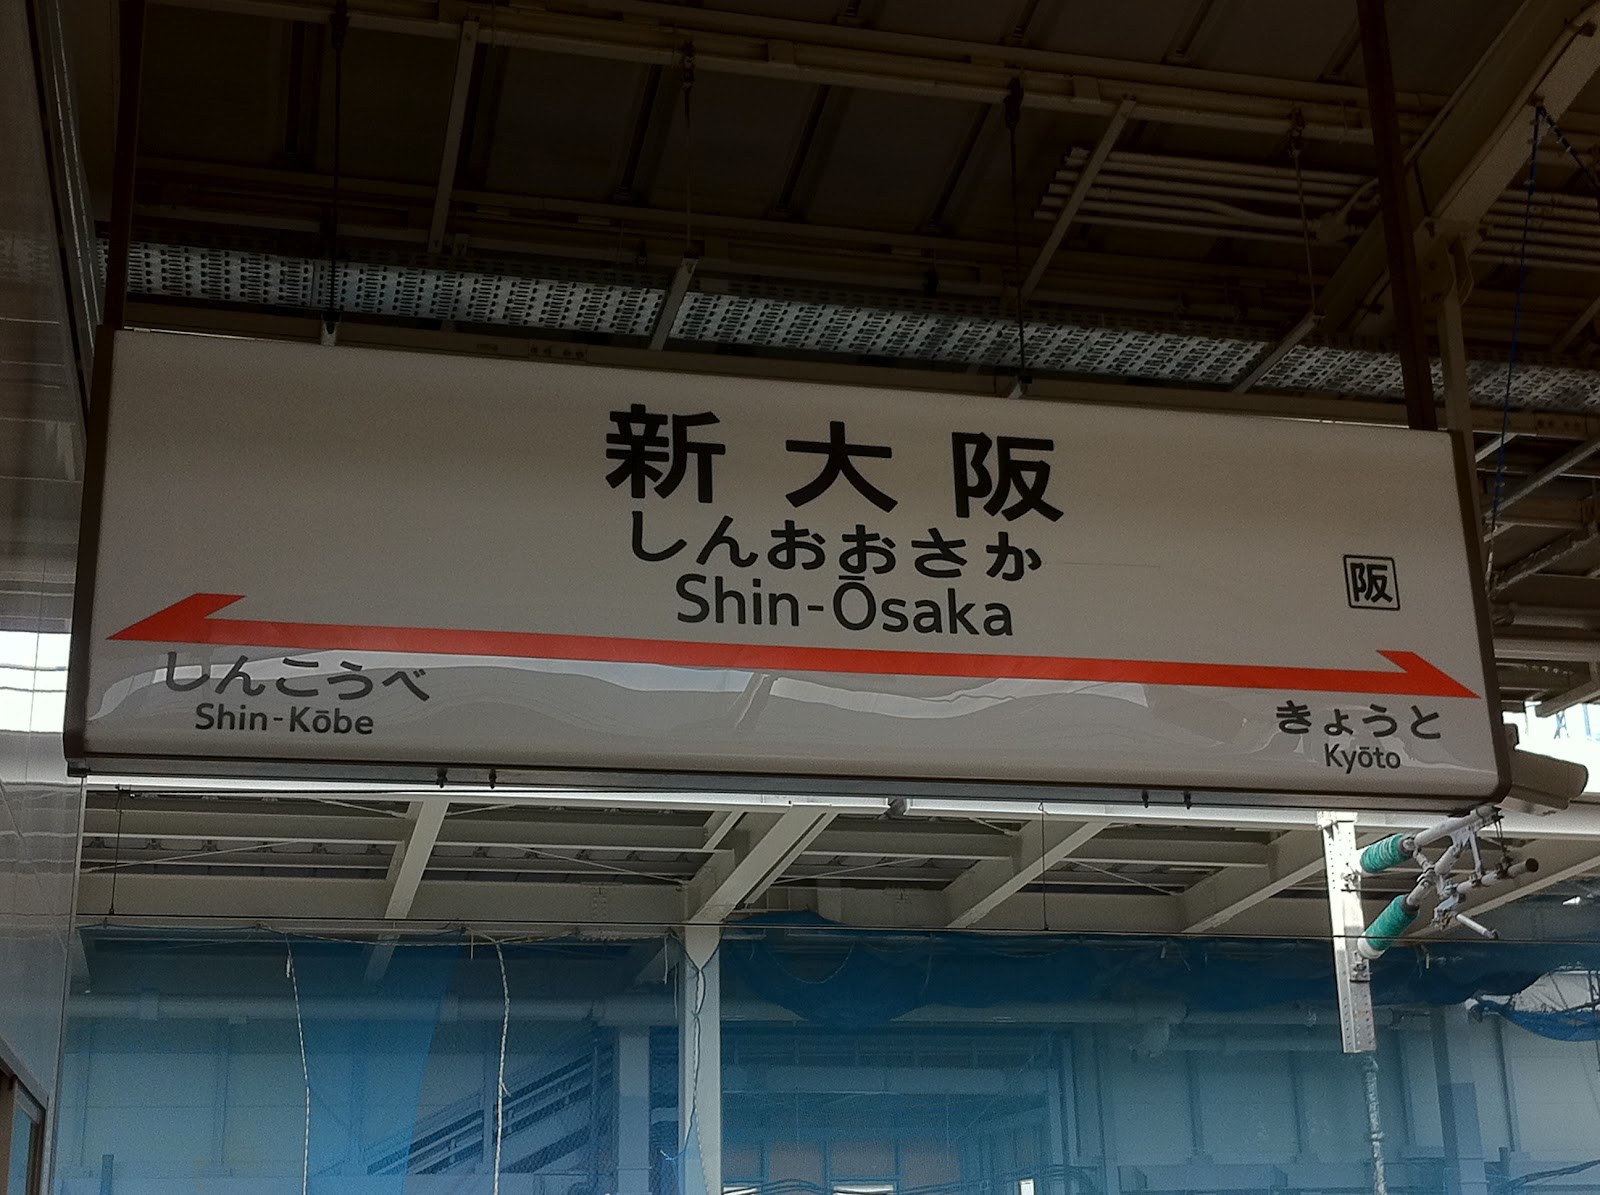 新大阪
しんおおさか
Shin-Ōsaka
阪
しんこうべ
Shin-Kōbe
きょうと
Kyōto